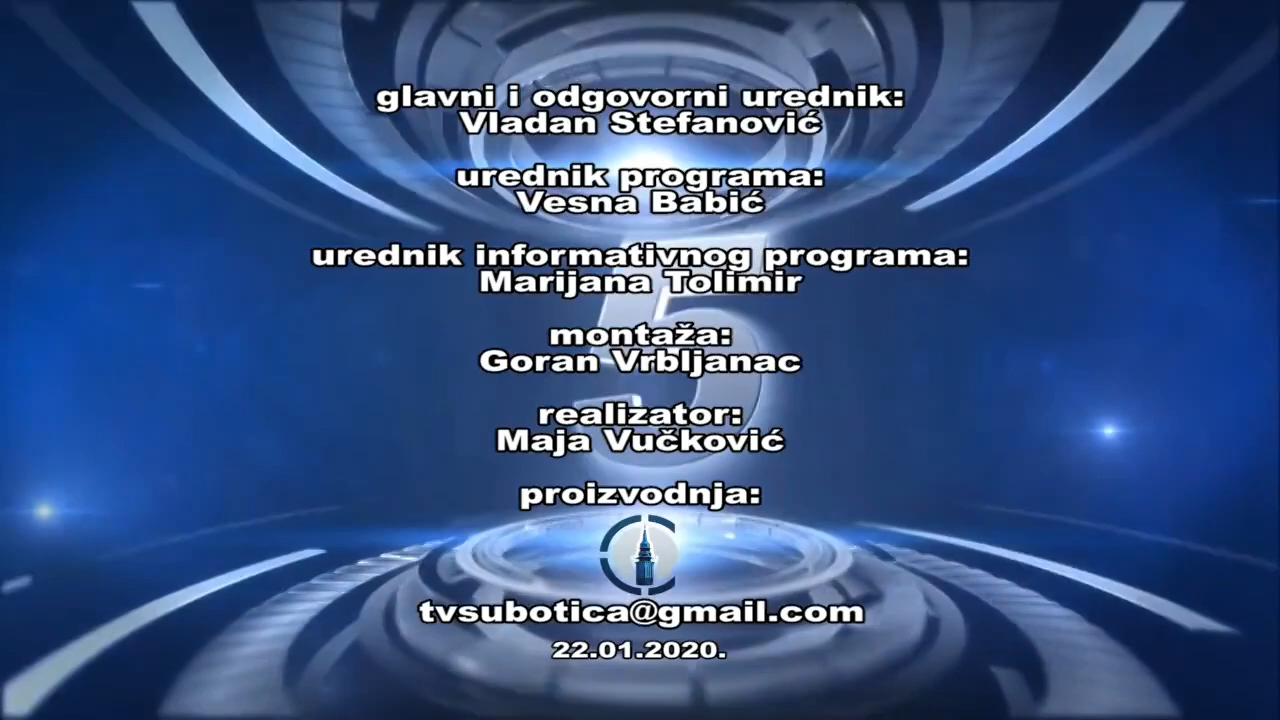 glavni i odgovorni urednik:
Vladan Stefanović
urednik programa:
Vesna Babić
urednik informativnog programa:
Marijana Tolimir
montaža:
Goran Vrbljanac
realizator:
Maja Vučković
proizvodnja:
tvsubotica@gmail.com
22.01.2020.
5